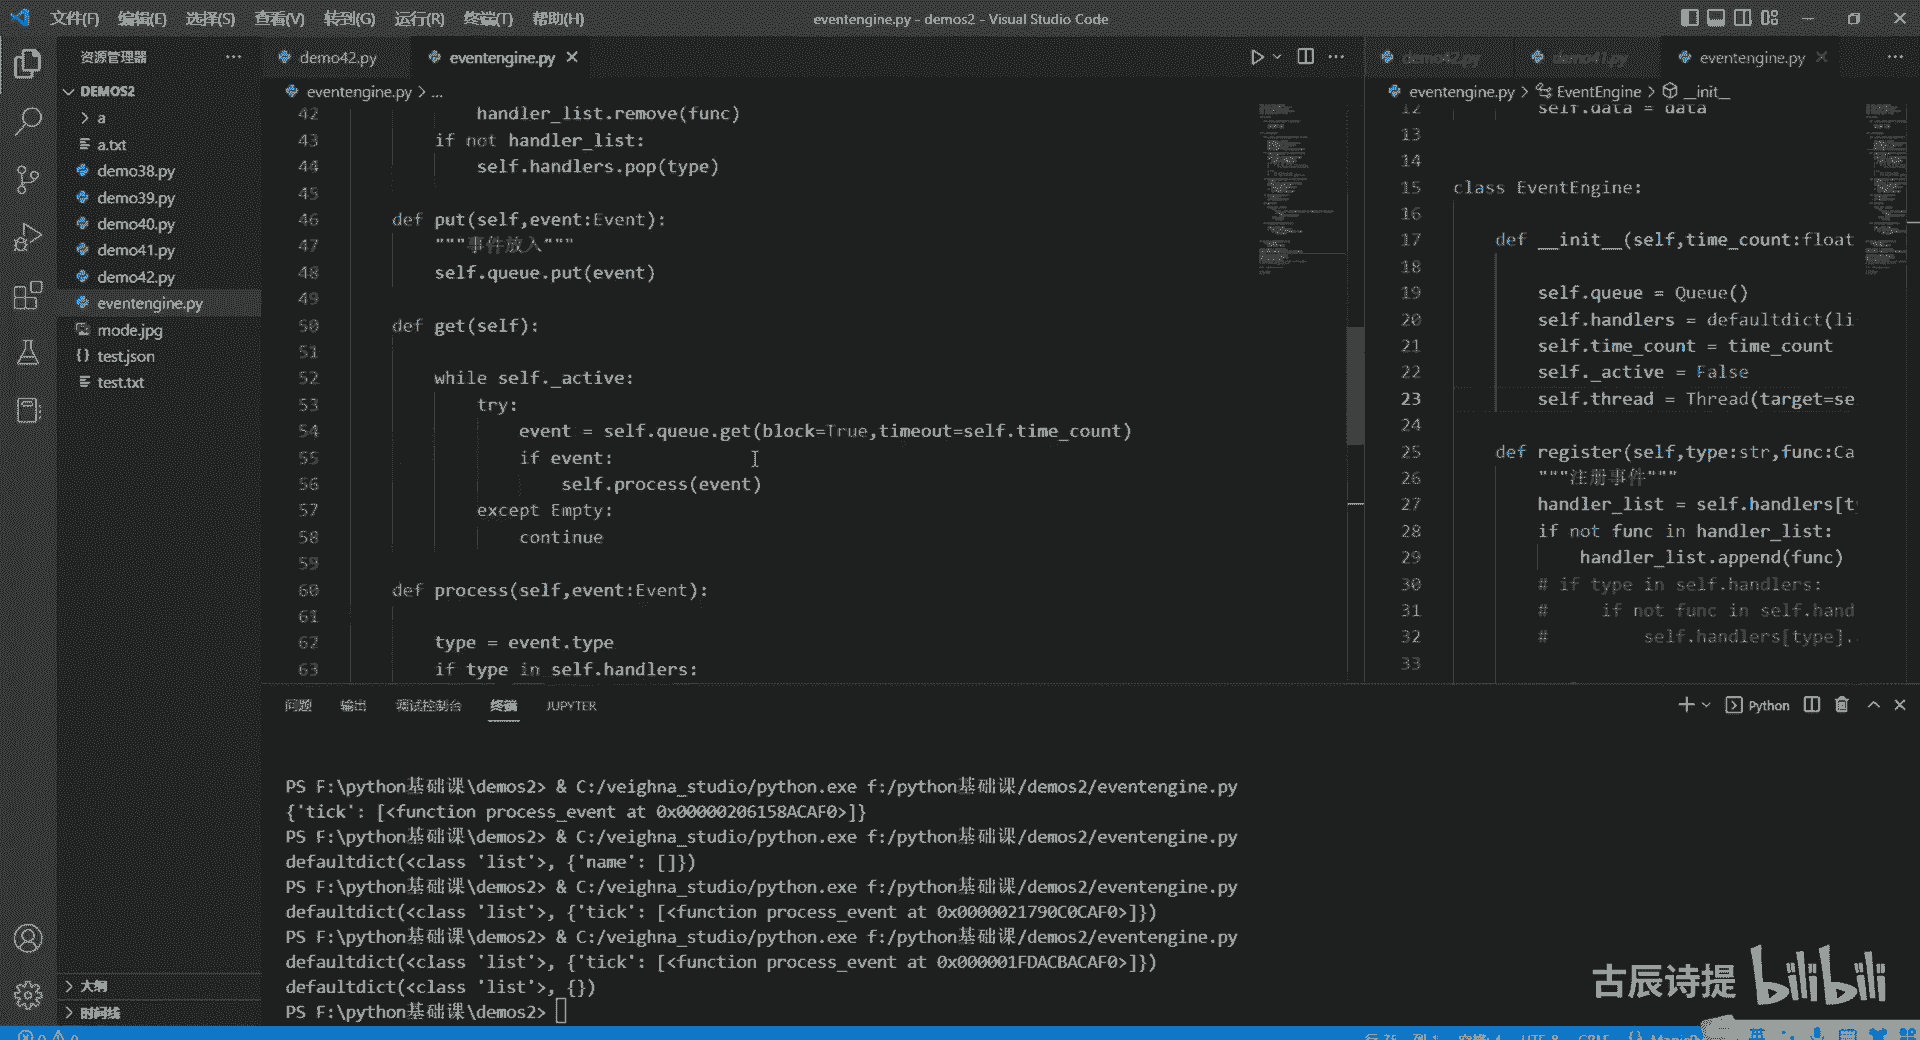 文件(F) 编辑(E) 选择(S) 查看(V) 转到(G) 运行(R) 终端(T) 帮助(H)
eventengine.py - demos2 - Visual Studio Code
资源管理器 ···
DEMOS2
a
a.txt
demo38.py
demo39.py
demo40.py
demo41.py
demo42.py
eventengine.py
mode.jpg
{} test.json
test.txt
大纲
时间线
demo42.py eventengine.py
eventengine.py > ...
42 handler_list.remove(func)
43 if not handler_list:
44 self.handlers.pop(type)
45
46 def put(self,event:Event):
47 """事件放入"""
48 self.queue.put(event)
49
50 def get(self):
51
52 while self._active:
53 try:
54 event = self.queue.get(block=True,timeout=self.time_count)
55 if event:
56 self.process(event)
57 except Empty:
58 continue
59
60 def process(self,event:Event):
61
62 type = event.type
63 if type in self.handlers:
demo42.py demo41.py eventengine.py
eventengine.py > EventEngine > __init__
12 self.data = data
13
14
15 class EventEngine:
16
17 def __init__(self,time_count:float
18
19 self.queue = Queue()
20 self.handlers = defaultdict(li
21 self.time_count = time_count
22 self._active = False
23 self.thread = Thread(target=se
24
25 def register(self,type:str,func:Ca
26 """注册事件"""
27 handler_list = self.handlers[ty
28 if not func in handler_list:
29 handler_list.append(func)
30 # if type in self.handlers:
31 # if not func in self.hand
32 # self.handlers[type].
33
问题 输出 调试控制台 终端 JUPYTER
Python
PS F:\python基础课\demos2> & C:/veighna_studio/python.exe f:/python基础课/demos2/eventengine.py
{'tick': [<function process_event at 0x00000206158ACAF0>]}
PS F:\python基础课\demos2> & C:/veighna_studio/python.exe f:/python基础课/demos2/eventengine.py
defaultdict(<class 'list'>, {'name': []})
PS F:\python基础课\demos2> & C:/veighna_studio/python.exe f:/python基础课/demos2/eventengine.py
defaultdict(<class 'list'>, {'tick': [<function process_event at 0x0000021790C0CAF0>]})
PS F:\python基础课\demos2> & C:/veighna_studio/python.exe f:/python基础课/demos2/eventengine.py
defaultdict(<class 'list'>, {'tick': [<function process_event at 0x000001FDACBACAF0>]})
defaultdict(<class 'list'>, {})
PS F:\python基础课\demos2>
古辰诗提 bilibili